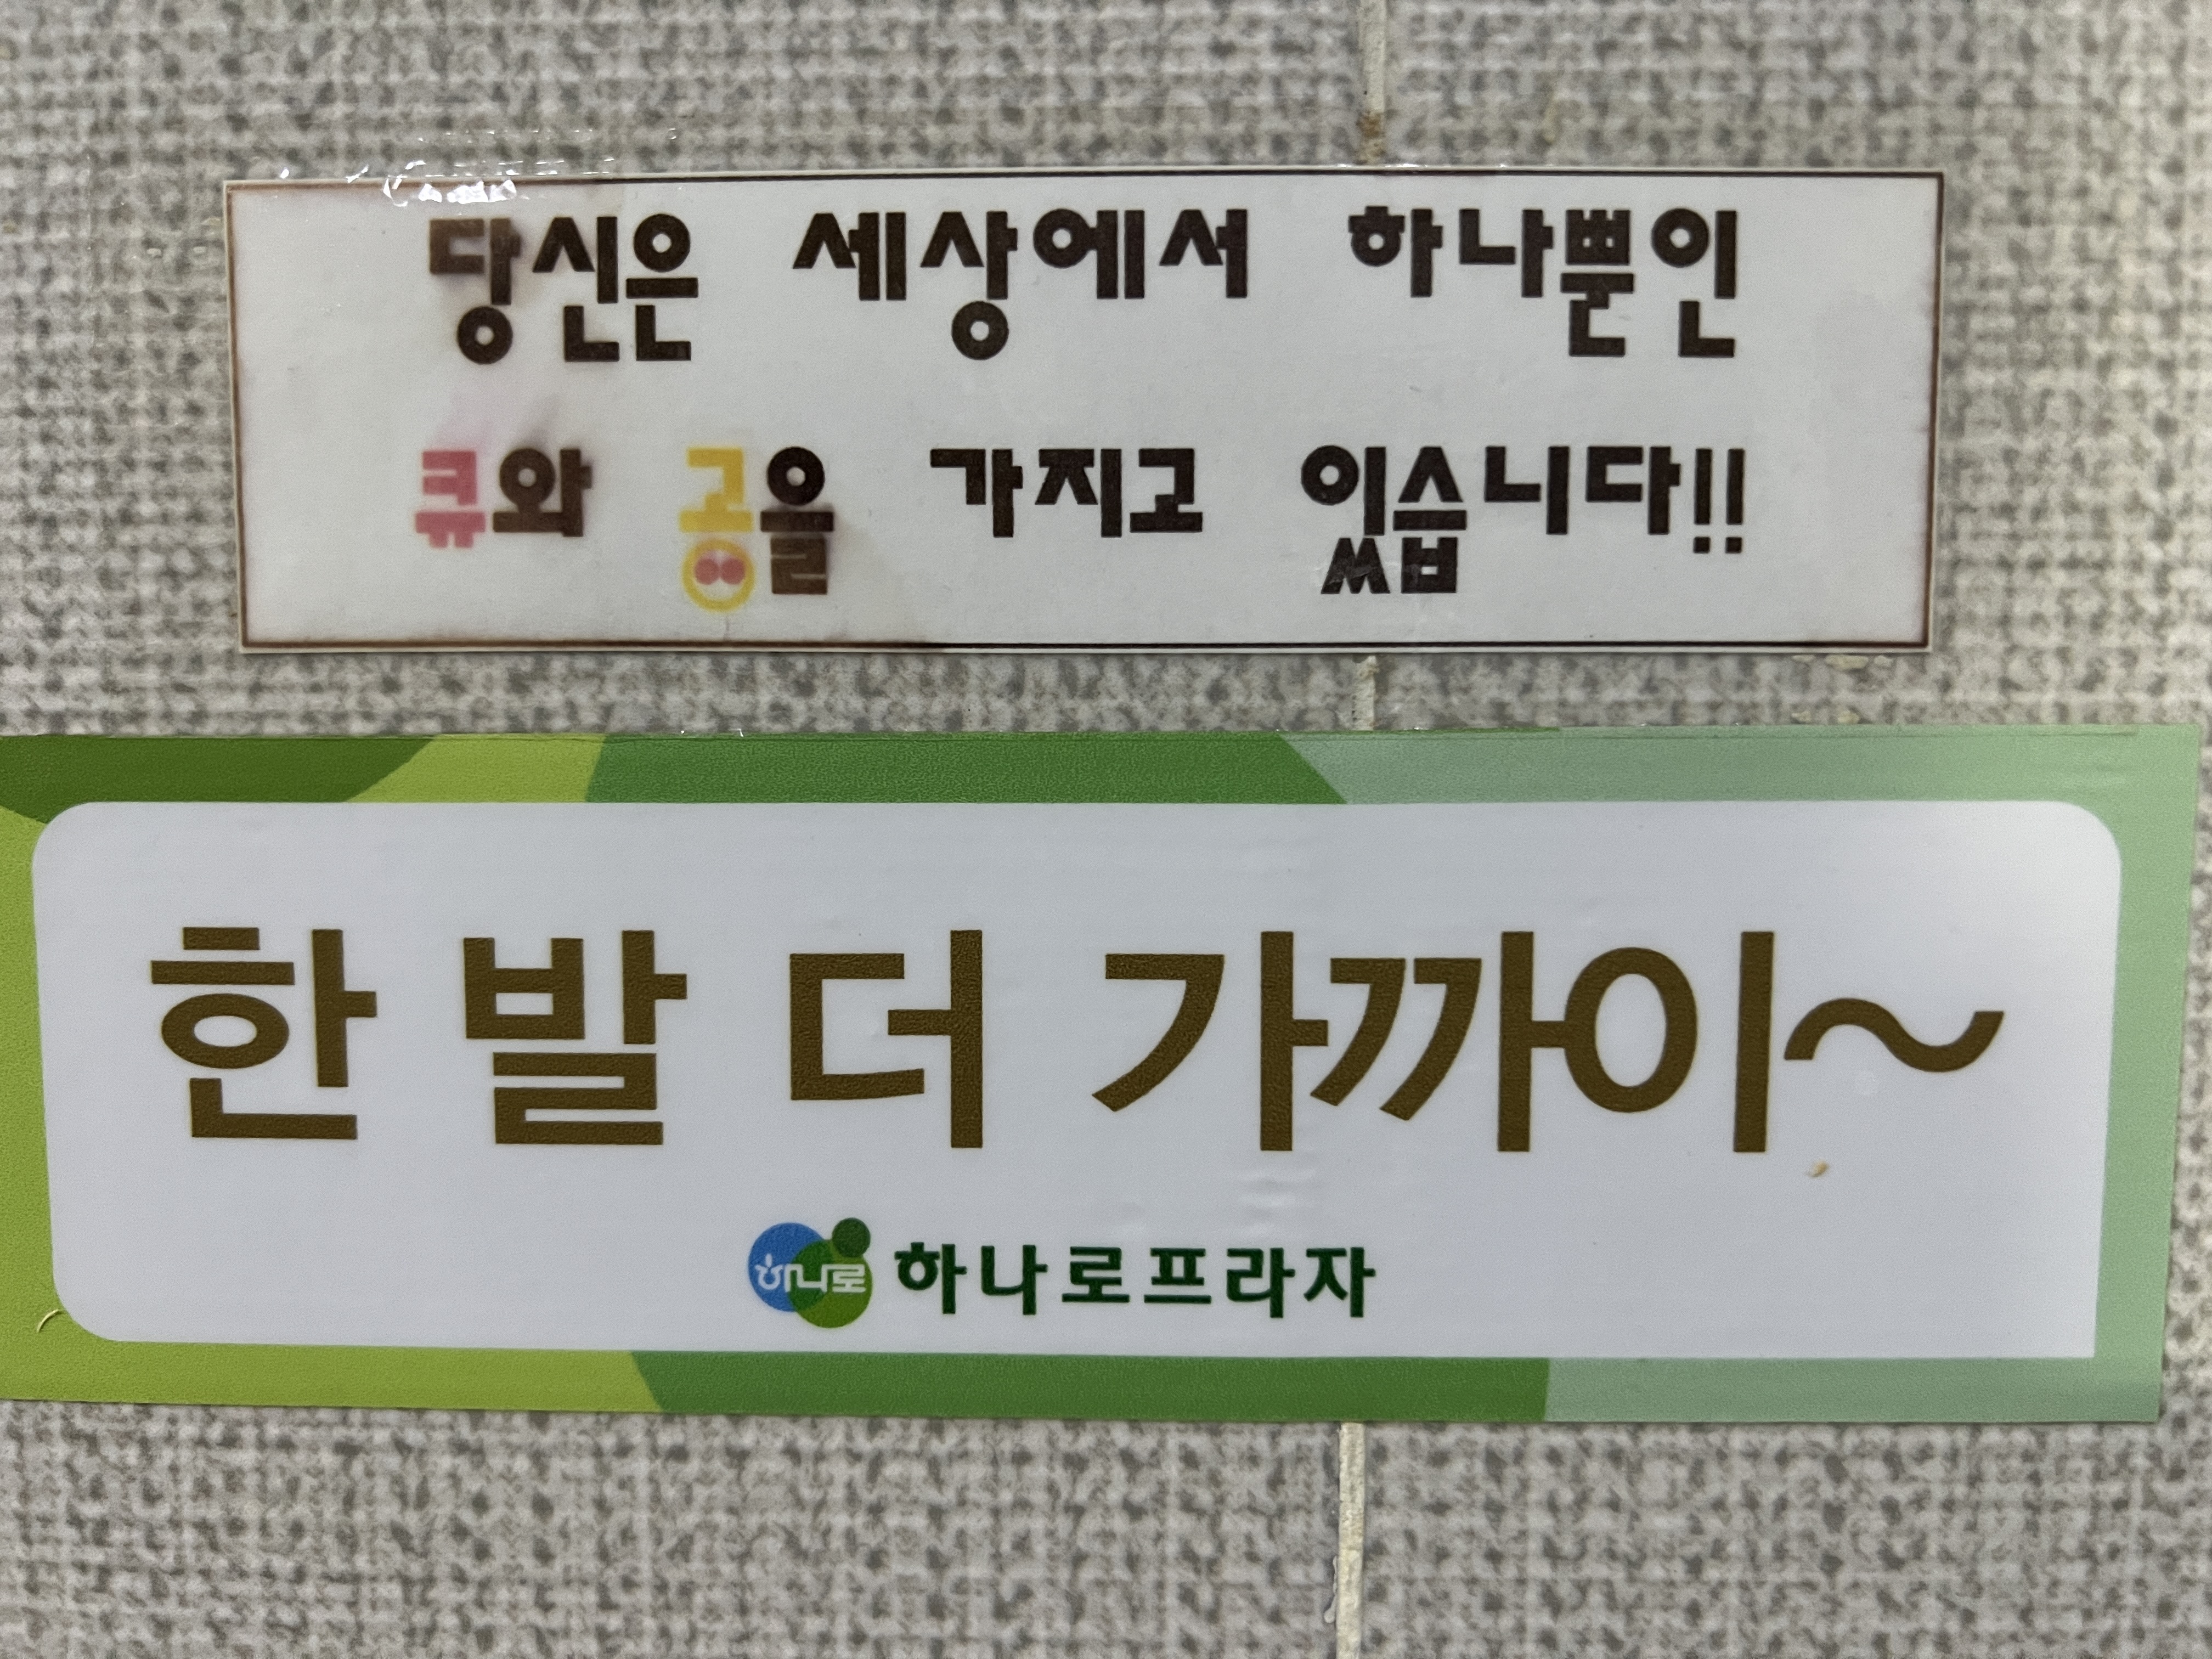 당신은 세상에서 하나뿐인
큐와 공을 가지고 있습니다!!
한 발 더 가까이~
하나로 하나로프라자